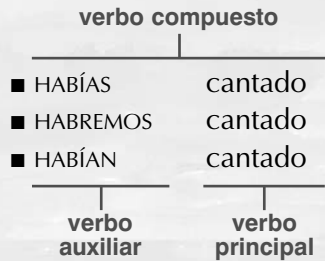 verbo compuesto
■ HABÍAS cantado
■ HABREMOS cantado
■ HABÍAN cantado
verbo verbo
auxiliar principal